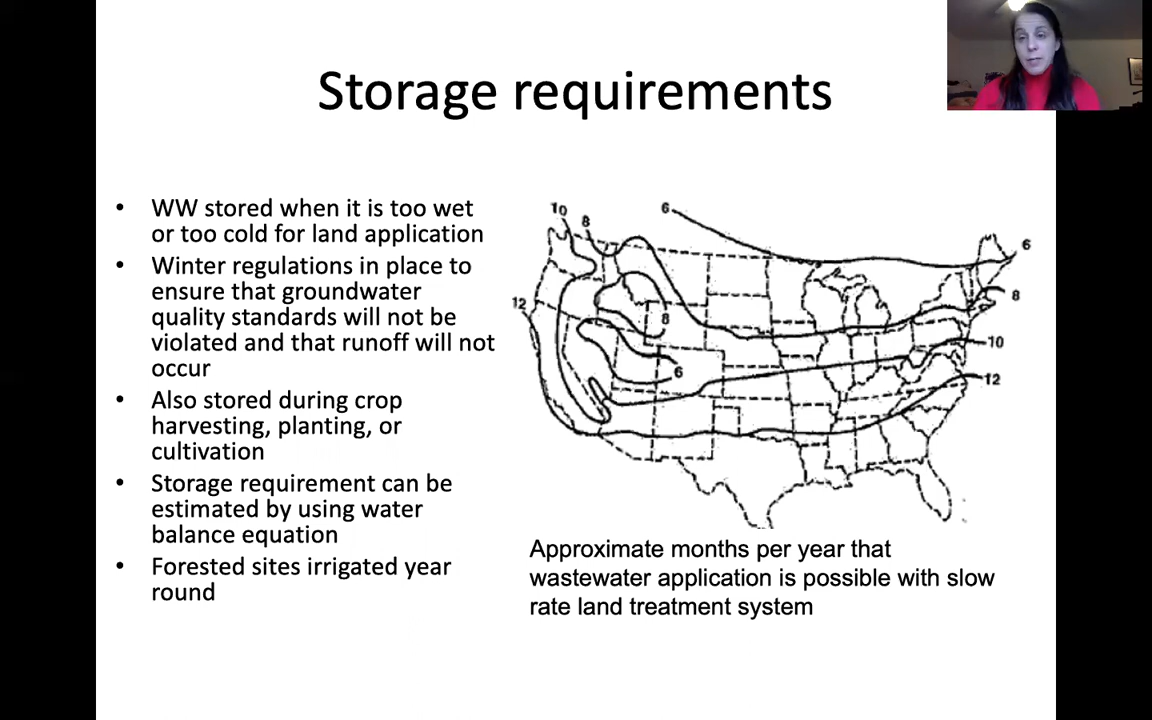 Storage requirements
• WW stored when it is too wet
or too cold for land application
• Winter regulations in place to
ensure that groundwater
quality standards will not be
violated and that runoff will not
occur
• Also stored during crop
harvesting, planting, or
cultivation
• Storage requirement can be
estimated by using water
balance equation
• Forested sites irrigated year
round
10
8
6
6
8
12
8
10
6
12
Approximate months per year that
wastewater application is possible with slow
rate land treatment system